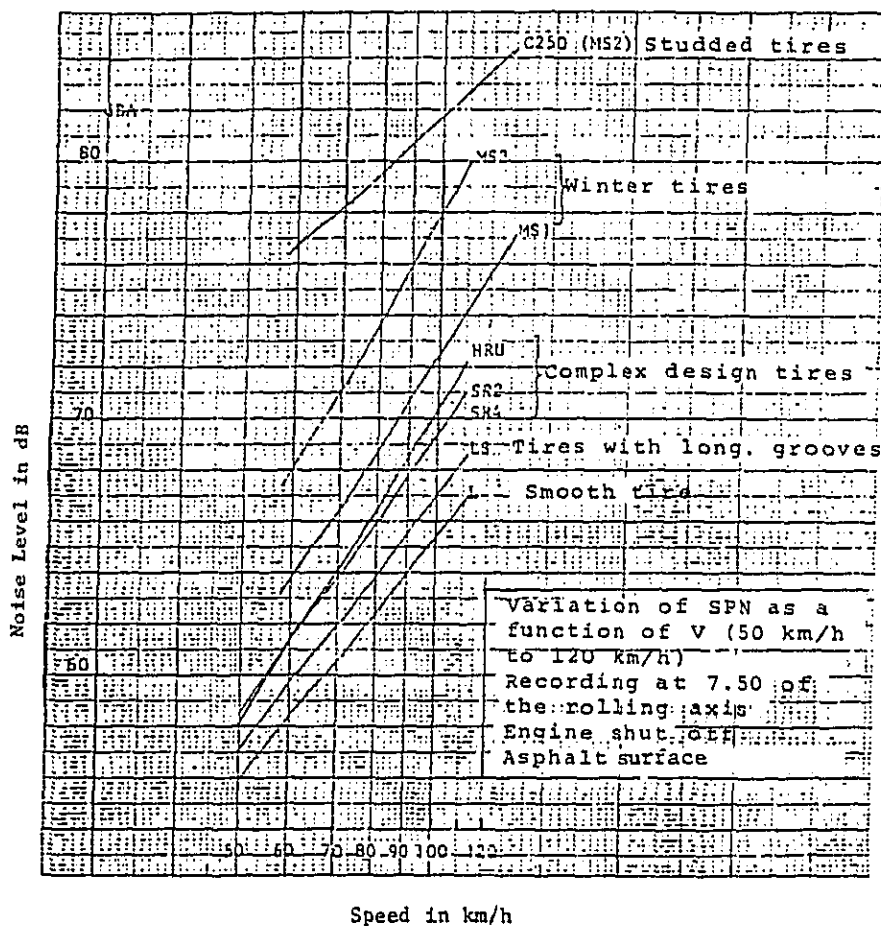 C250 (MS2) Studded tires
dBA
80
MS2
Winter tires
MS1
HRU
Complex design tires
SR2
70
SR4
LS Tires with long. grooves
L Smooth tire
Noise Level in dB
Variation of SPN as a
function of V (50 km/h
to 120 km/h)
60
Recording at 7.50 of
the rolling axis
Engine shut off
Asphalt surface
50 60 70 80 90 100 120
Speed in km/h